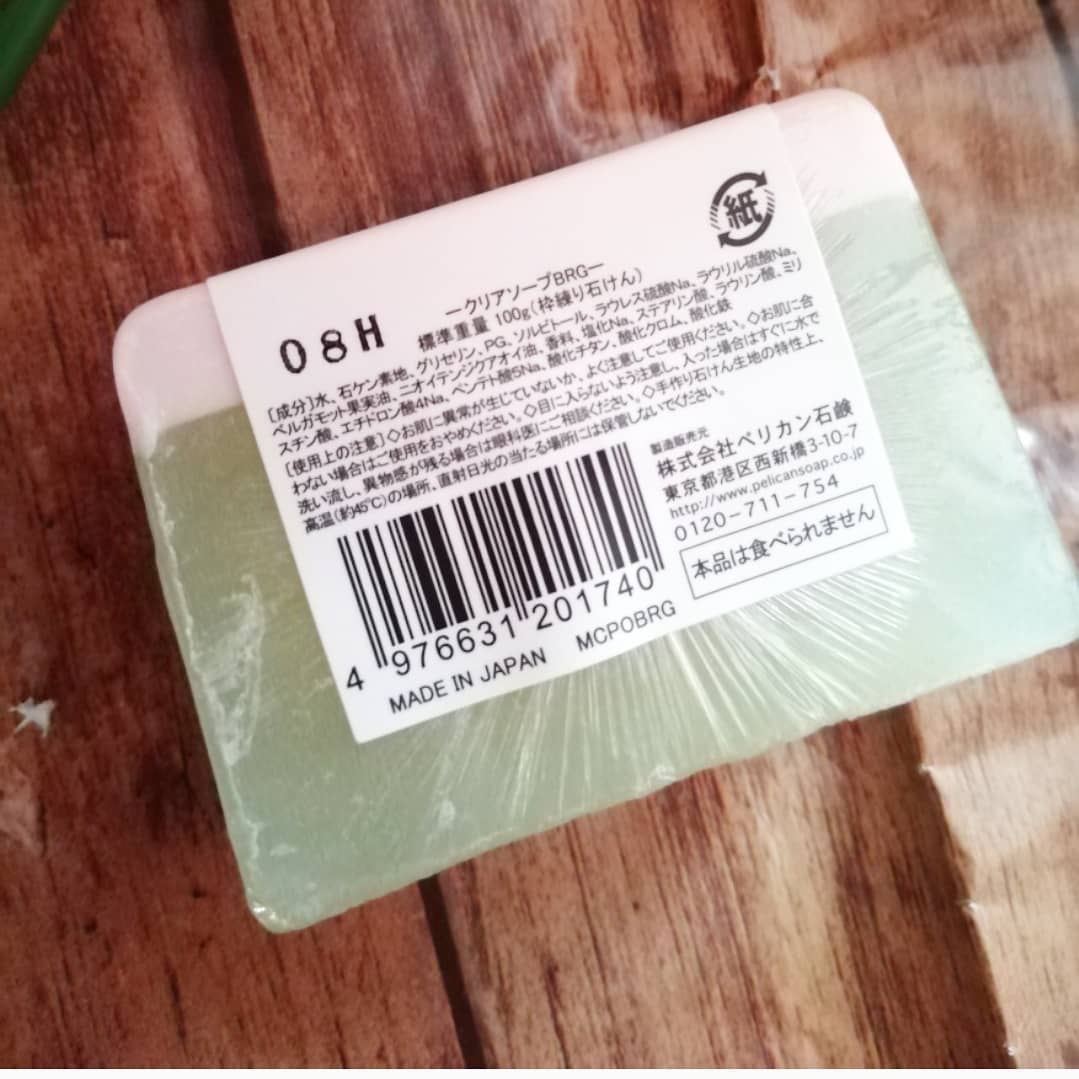 紙
08H
―クリアソープBRG―
標準重量 100g(枠練り石けん)
[成分]水、石ケン素地、グリセリン、PG、ソルビトール、ラウレス硫酸Na、ラウリル硫酸Na、
ベルガモット果実油、ニオイテンジクアオイ油、香料、塩化Na、ステアリン酸、ラウリン酸、ミリ
スチン酸、エチドロン酸4Na、ペンテト酸5Na、酸化チタン、酸化クロム、酸化鉄
[使用上の注意]◇お肌に異常が生じていないか、よく注意してご使用ください。◇お肌に合
わない場合はご使用をおやめください。◇目に入らないよう注意し、入った場合はすぐに水で
洗い流し、異物感が残る場合は眼科医にご相談ください。◇手作り石けん生地の特性上、
高温(約45℃)の場所、直射日光の当たる場所には保管しないでください。
製造販売元
株式会社ペリカン石鹸
東京都港区西新橋3-10-7
http://www.pelicansoap.co.jp
0120-711-754
本品は食べられません
4 976631 201740
MADE IN JAPAN MCPOBRG